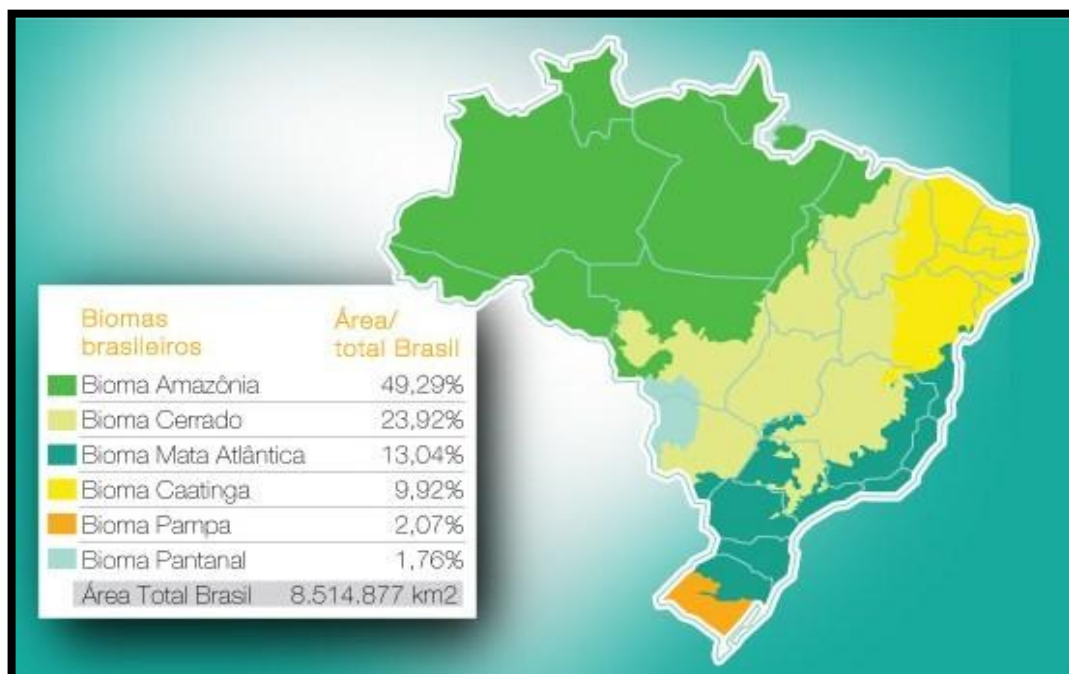 Biomas brasileiros Área/ total Brasil
Bioma Amazônia 49,29%
Bioma Cerrado 23,92%
Bioma Mata Atlântica 13,04%
Bioma Caatinga 9,92%
Bioma Pampa 2,07%
Bioma Pantanal 1,76%
Área Total Brasil 8.514.877 km2